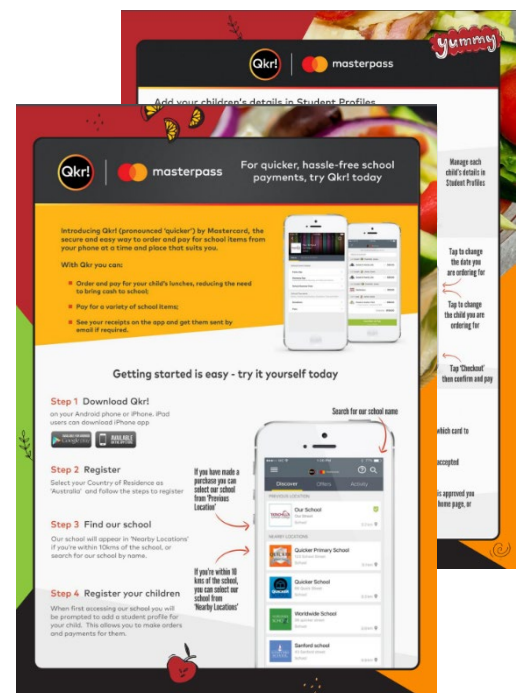 yummy
Qkr!
masterpass
Add your children's details in Student Profiles
Manage each
child's details in
Student Profiles
Tap to change
the date you
are ordering for
Tap to change
the child you are
ordering for
Tap 'Checkout'
then confirm and pay
which card to
accepted
is approved you
home page, or
Qkr!
masterpass
For quicker, hassle-free school
payments, try Qkr! today
Introducing Qkr! (pronounced 'quicker') by Mastercard, the
secure and easy way to order and pay for school items from
your phone at a time and place that suits you.
With Qkr you can:
Order and pay for your child's lunches, reducing the need
to bring cash to school;
Pay for a variety of school items;
See your receipts on the app and get them sent by
email if required.
Getting started is easy - try it yourself today
Step 1 Download Qkr!
on your Android phone or iPhone. iPad
users can download iPhone app
Google play
AVAILABLE
Step 2 Register
Select your Country of Residence as
'Australia' and follow the steps to register
Step 3 Find our school
Our school will appear in 'Nearby Locations'
if you're within 10kms of the school, or
search for our school by name.
Step 4 Register your children
When first accessing our school you will
be prompted to add a student profile for
your child. This allows you to make orders
and payments for them.
If you have made a
purchase you can
select our school
from 'Previous
Location'
If you're within 10
kms of the school,
you can select our
school from
'Nearby Locations'
Search for our school name
Discover
Offers
Activity
PREVIOUS LOCATION
Our School
NEARBY LOCATIONS
Quicker Primary School
Quicker School
Worldwide School
Sanford school